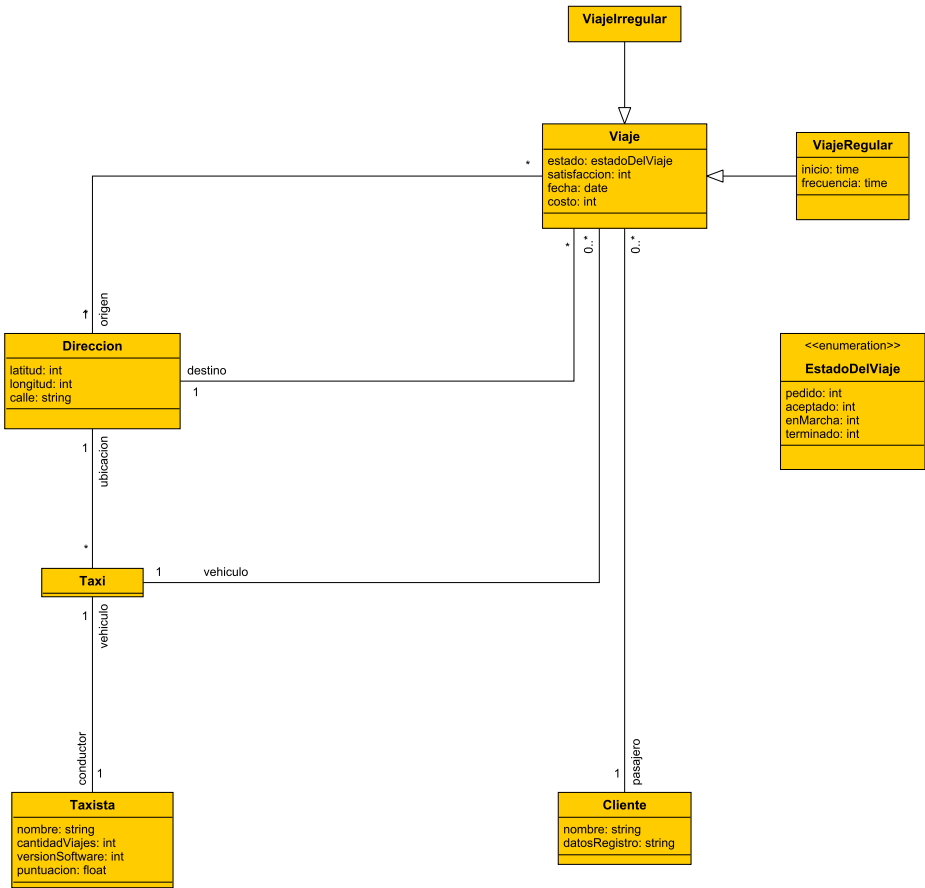 ViajeIrregular
Viaje
estado: estadoDelViaje
satisfaccion: int
fecha: date
costo: int
ViajeRegular
inicio: time
frecuencia: time
*
*
0..*
0..*
origen
1
Direccion
latitud: int
longitud: int
calle: string
destino
1
<<enumeration>>
EstadoDelViaje
pedido: int
aceptado: int
enMarcha: int
terminado: int
1
ubicacion
*
Taxi
1
vehiculo
1
vehiculo
conductor
1
pasajero
1
Taxista
nombre: string
cantidadViajes: int
versionSoftware: int
puntuacion: float
Cliente
nombre: string
datosRegistro: string